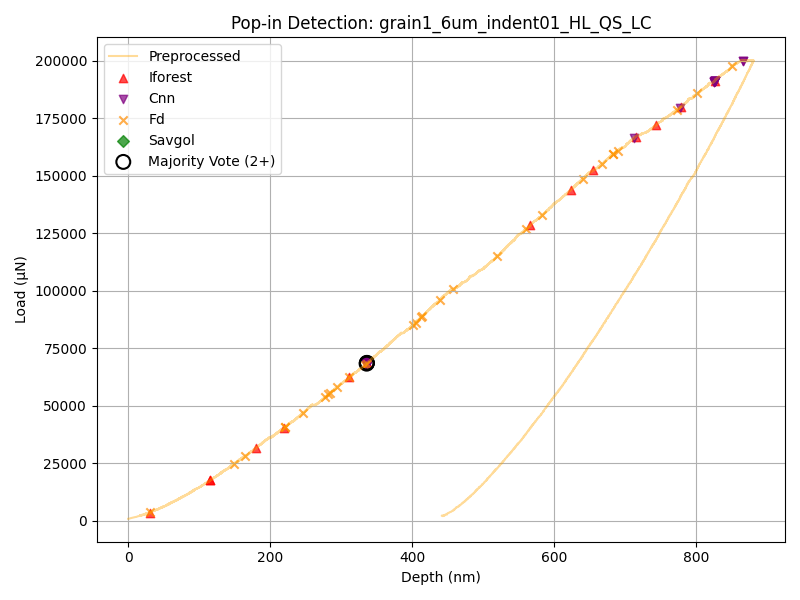 Pop-in Detection: grain1_6um_indent01_HL_QS_LC
Load (µN)
200000
175000
150000
125000
100000
75000
50000
25000
0
Preprocessed
Iforest
Cnn
Fd
Savgol
Majority Vote (2+)
0 200 400 600 800
Depth (nm)